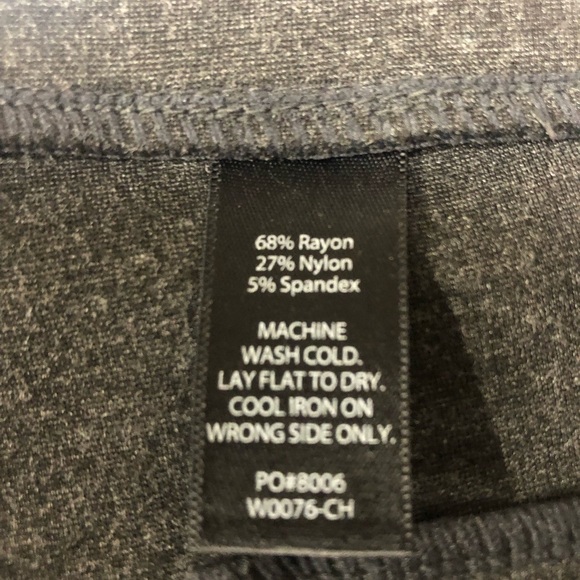 68% Rayon
27% Nylon
5% Spandex
MACHINE
WASH COLD.
LAY FLAT TO DRY.
COOL IRON ON
WRONG SIDE ONLY.
PO#8006
W0076-CH